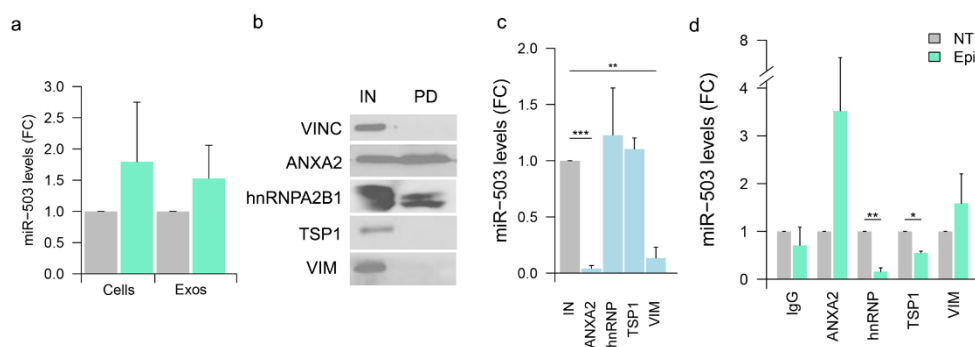 a
miR−503 levels (FC)
3.0
2.5
2.0
1.5
1.0
0.5
0.0
Cells
Exos
b
IN
PD
VINC
ANXA2
hnRNPA2B1
TSP1
VIM
c
miR−503 levels (FC)
2.0
1.5
1.0
0.5
0.0
**
***
IN
ANXA2
hnRNP
TSP1
VIM
d
miR−503 levels (FC)
8
4
3
2
1
0
NT
Epi
**
*
IgG
ANXA2
hnRNP
TSP1
VIM